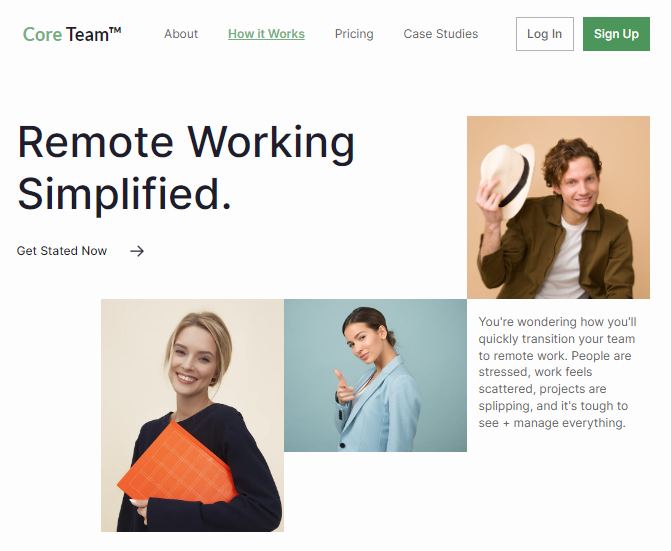 Core Team™
About
How it Works
Pricing
Case Studies
Log In
Sign Up
Remote Working
Simplified.
Get Stated Now
You're wondering how you'll
quickly transition your team
to remote work. People are
stressed, work feels
scattered, projects are
splipping, and it's tough to
see + manage everything.